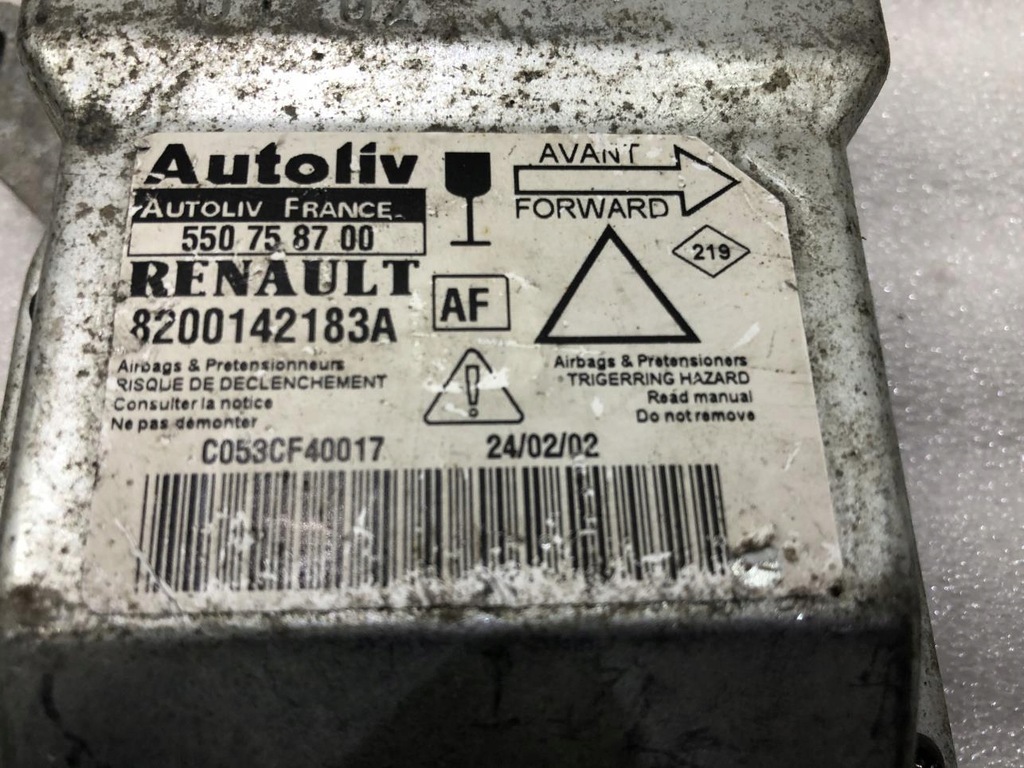 Autoliv
AUTOLIV FRANCE
550 75 87 00
RENAULT
8200142183A
AVANT
FORWARD
219
AF
Airbags & Pretensionneurs
RISQUE DE DECLENCHEMENT
Consulter la notice
Ne pas démonter
Airbags & Pretensioners
TRIGERRING HAZARD
Read manual
Do not remove
C053CF40017
24/02/02